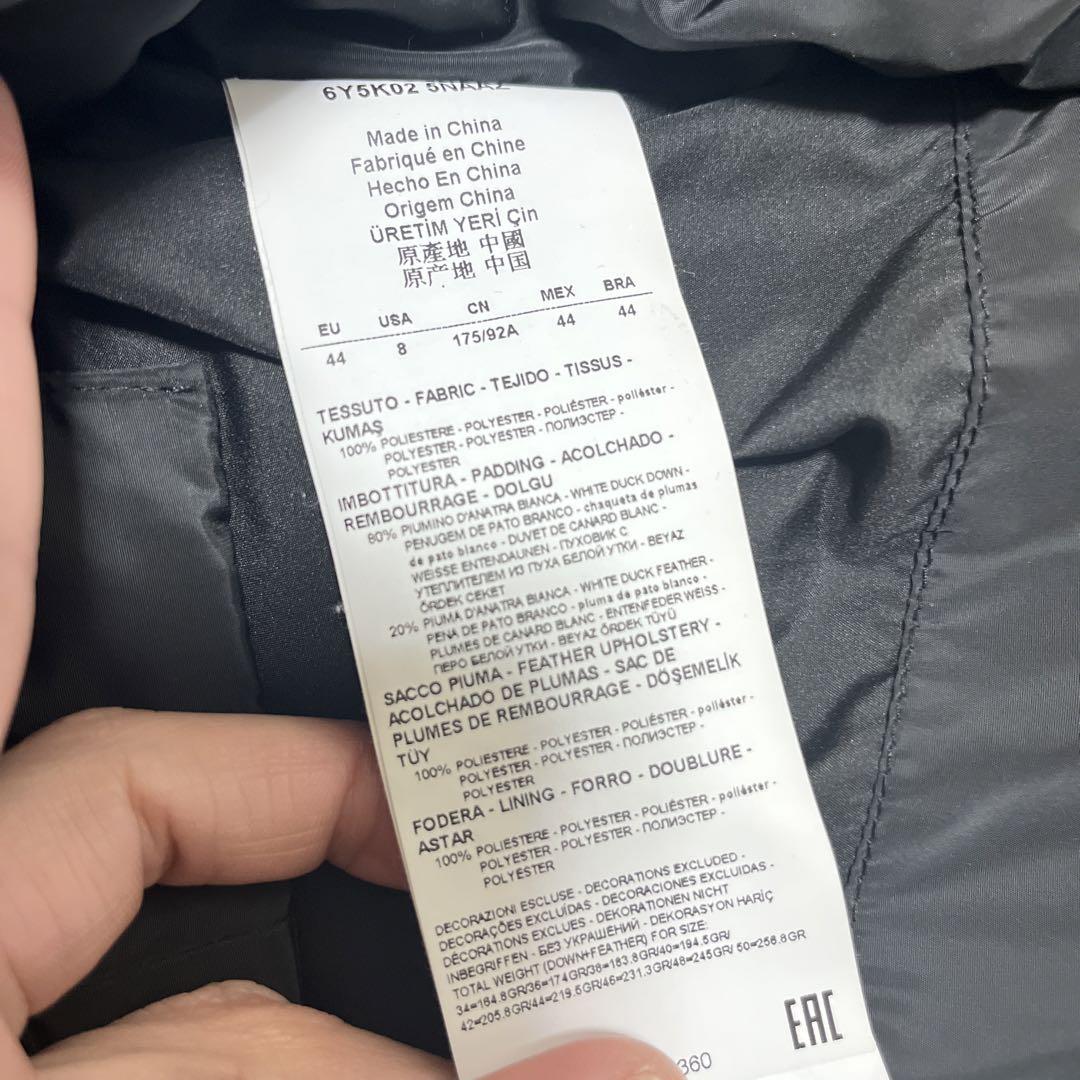 6Y5K02 5NAAZ
Made in China
Fabriqué en Chine
Hecho En China
Origem China
ÜRETİM YERİ Çin
原產地 中國
原产地 中国
EU USA CN MEX BRA
44 8 175/92A 44 44
TESSUTO - FABRIC - TEJIDO - TISSUS -
KUMAŞ
100% POLIESTERE - POLYESTER - POLIÉSTER - poliéster -
POLYESTER - POLYESTER - ПОЛИЭСТЕР -
POLYESTER
IMBOTTITURA - PADDING - ACOLCHADO -
REMBOURRAGE - DOLGU
80% PIUMINO D'ANATRA BIANCA - WHITE DUCK DOWN -
PENUGEM DE PATO BRANCO - chaqueta de plumas
de pato blanco - DUVET DE CANARD BLANC -
WEISSE ENTENDAUNEN - ПУХОВИК С
УТЕПЛИТЕЛЕМ ИЗ ПУХА БЕЛОЙ УТКИ - BEYAZ
ÖRDEK CEKET
20% PIUMA D'ANATRA BIANCA - WHITE DUCK FEATHER -
PENA DE PATO BRANCO - pluma de pato blanco -
PLUMES DE CANARD BLANC - ENTENFEDER WEISS -
ПЕРО БЕЛОЙ УТКИ - BEYAZ ÖRDEK TÜYÜ
SACCO PIUMA - FEATHER UPHOLSTERY -
ACOLCHADO DE PLUMAS - SAC DE
PLUMES DE REMBOURRAGE - DÖŞEMELİK
TÜY
100% POLIESTERE - POLYESTER - POLIÉSTER - poliéster -
POLYESTER - POLYESTER - ПОЛИЭСТЕР -
POLYESTER
FODERA - LINING - FORRO - DOUBLURE -
ASTAR
100% POLIESTERE - POLYESTER - POLIÉSTER - poliéster -
POLYESTER - POLYESTER - ПОЛИЭСТЕР -
POLYESTER
DECORAZIONI ESCLUSE - DECORATIONS EXCLUDED -
DECORAÇÕES EXCLUÍDAS - DECORACIONES EXCLUIDAS -
DÉCORATIONS EXCLUES - DEKORATIONEN NICHT
INBEGRIFFEN - БЕЗ УКРАШЕНИЙ - DEKORASYON HARİÇ
TOTAL WEIGHT (DOWN+FEATHER) FOR SIZE:
34=164.8GR/36=174GR/38=183.8GR/40=194.5GR/
42=205.8GR/44=219.5GR/46=231.3GR/48=245GR/ 50=256.8GR
EAC
360